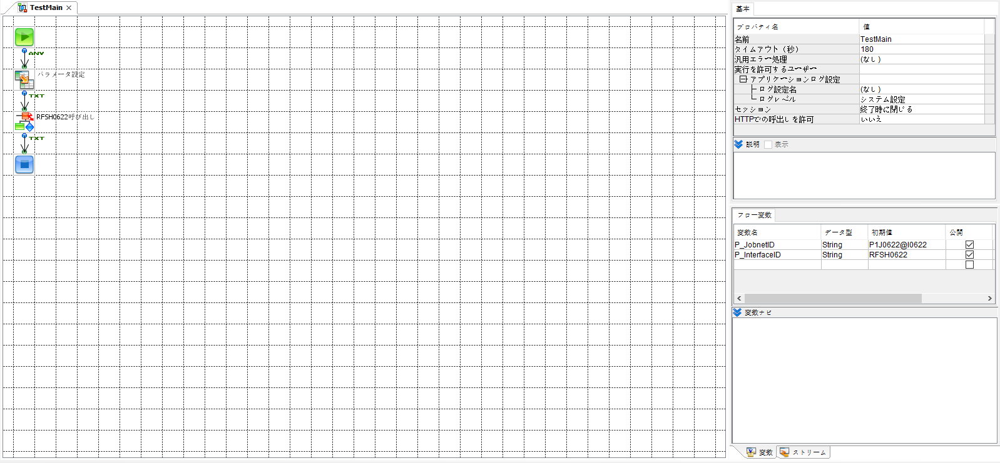 TestMain
ANY
パラメータ設定
TXT
RFSH0622呼び出し
TXT
基本
プロパティ名 値
名前 TestMain
タイムアウト（秒） 180
汎用エラー処理 (なし)
実行を許可するユーザー
アプリケーションログ設定
ログ設定名 (なし)
ログレベル システム設定
セッション 終了時に閉じる
HTTPでの呼出しを許可 いいえ
説明 表示
フロー変数
変数名 データ型 初期値 公開
P_JobnetID String P1J0622@I0622
P_InterfaceID String RFSH0622
変数ナビ
変数 ストリーム